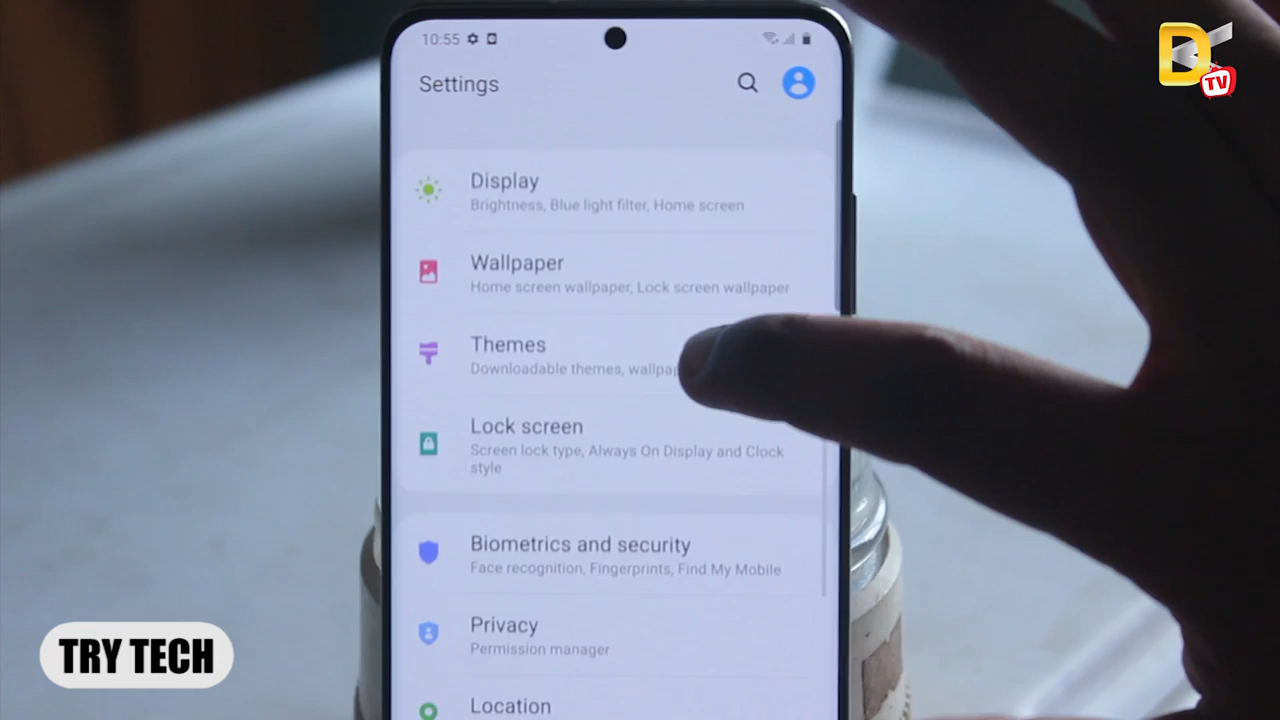 10:55
Settings
Display
Brightness, Blue light filter, Home screen
Wallpaper
Home screen wallpaper, Lock screen wallpaper
Themes
Downloadable themes,
Lock screen
Screen lock type, Always On Display and Clock
style
Biometrics and security
Face recognition, Fingerprints, Find My Mobile
Privacy
Permission manager
Location
D TV
TRY TECH